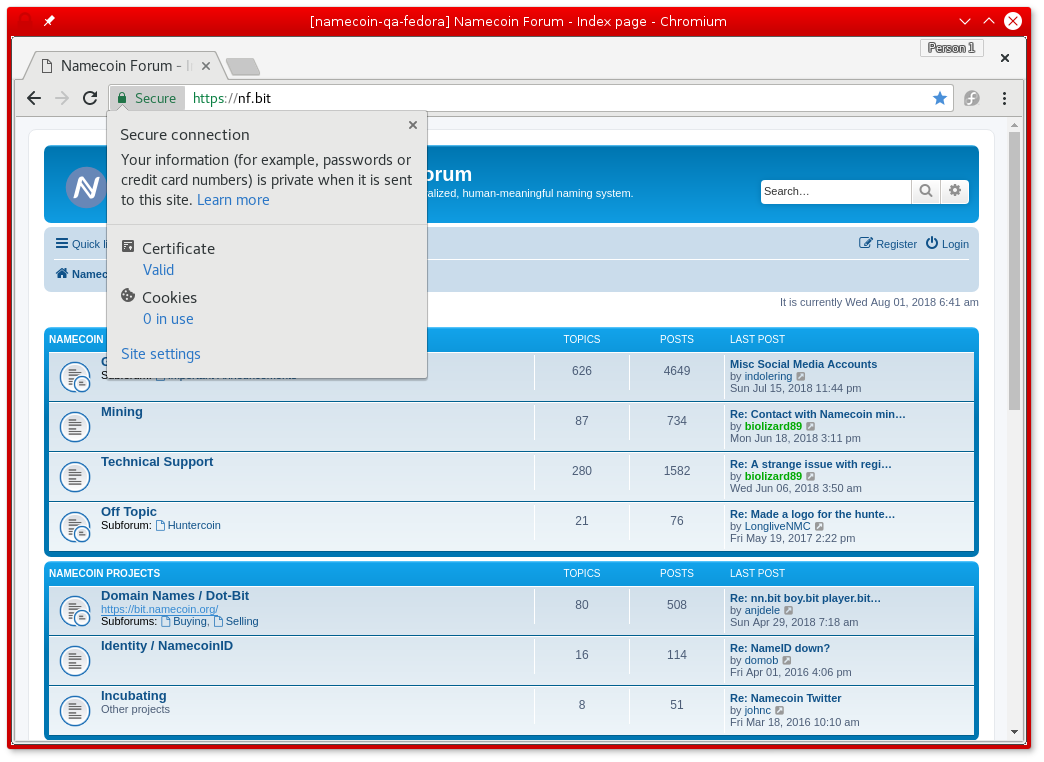 [namecoin-qa-fedora] Namecoin Forum - Index page - Chromium
Person 1
Namecoin Forum - I
Secure https://nf.bit
Secure connection
Your information (for example, passwords or
credit card numbers) is private when it is sent
to this site. Learn more
Certificate
Valid
Cookies
0 in use
Site settings
orum
alized, human-meaningful naming system.
Search…
Quick li
Register Login
Namec
It is currently Wed Aug 01, 2018 6:41 am
NAMECOIN TOPICS POSTS LAST POST
626 4649 Misc Social Media Accounts
by indolering
Sun Jul 15, 2018 11:44 pm
Mining 87 734 Re: Contact with Namecoin min…
by biolizard89
Mon Jun 18, 2018 3:11 pm
Technical Support 280 1582 Re: A strange issue with regi…
by biolizard89
Wed Jun 06, 2018 3:50 am
Off Topic 21 76 Re: Made a logo for the hunte…
Subforum: Huntercoin
by LongliveNMC
Fri May 19, 2017 2:22 pm
NAMECOIN PROJECTS TOPICS POSTS LAST POST
Domain Names / Dot-Bit 80 508 Re: nn.bit boy.bit player.bit…
https://bit.namecoin.org/
by anjdele
Subforums: Buying, Selling
Sun Apr 29, 2018 7:18 am
Identity / NamecoinID 16 114 Re: NameID down?
by domob
Fri Apr 01, 2016 4:06 pm
Incubating 8 51 Re: Namecoin Twitter
Other projects
by johnc
Fri Mar 18, 2016 10:10 am